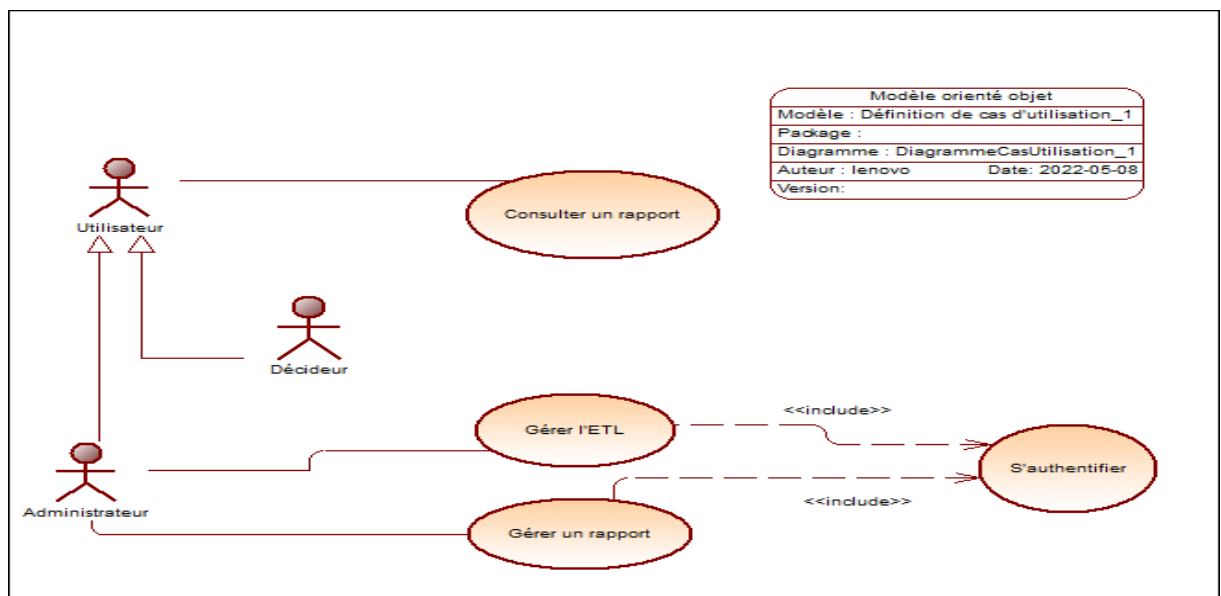 Modèle orienté objet
Modèle : Définition de cas d'utilisation_1
Package :
Diagramme : DiagrammeCasUtilisation_1
Auteur : lenovo Date: 2022-05-08
Version:
Utilisateur
Consulter un rapport
Décideur
Gérer l'ETL
<<include>>
S'authentifier
Administrateur
Gérer un rapport
<<include>>